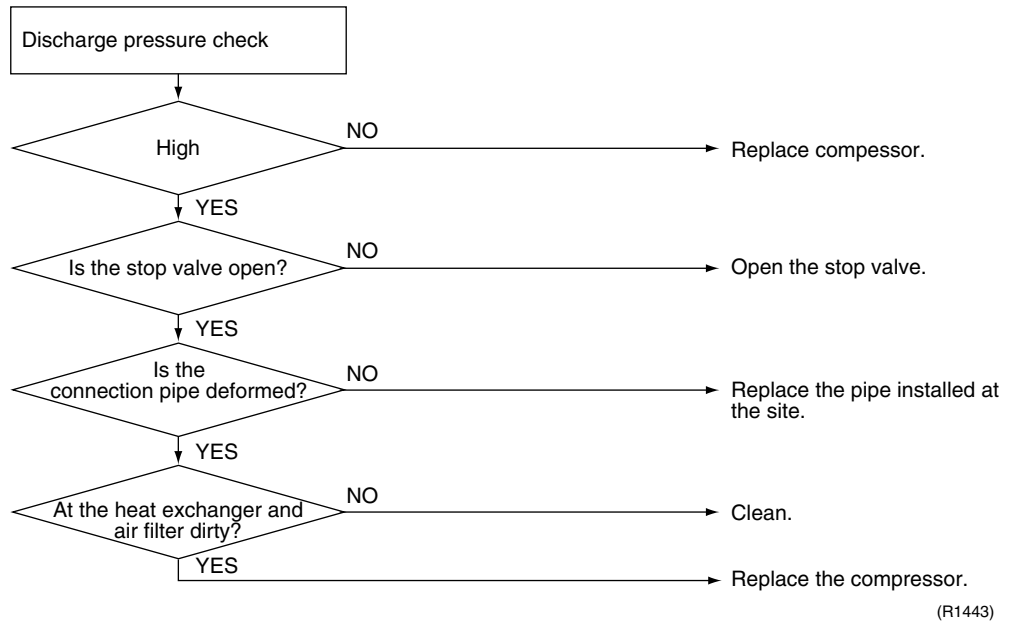 Discharge pressure check
High
NO
Replace compessor.
YES
Is the stop valve open?
NO
Open the stop valve.
YES
Is the
connection pipe deformed?
NO
Replace the pipe installed at
the site.
YES
At the heat exchanger and
air filter dirty?
NO
Clean.
YES
Replace the compressor.
(R1443)